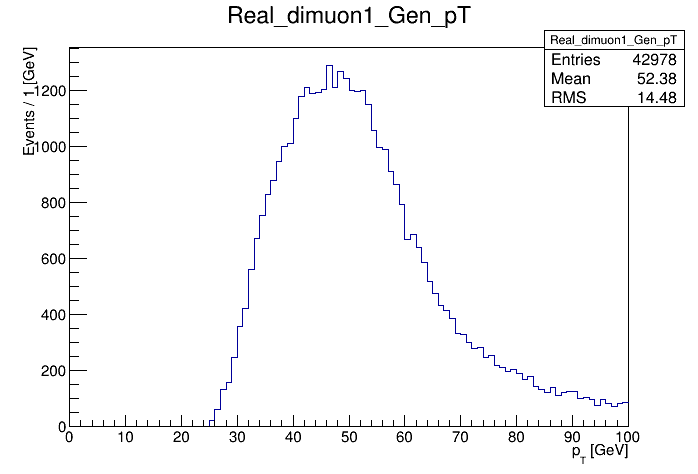 Real_dimuon1_Gen_pT
Real_dimuon1_Gen_pT
Entries 42978
Mean 52.38
RMS 14.48
Events / 1 [GeV]
1200
1000
800
600
400
200
0
0 10 20 30 40 50 60 70 80 90 100
p_T [GeV]